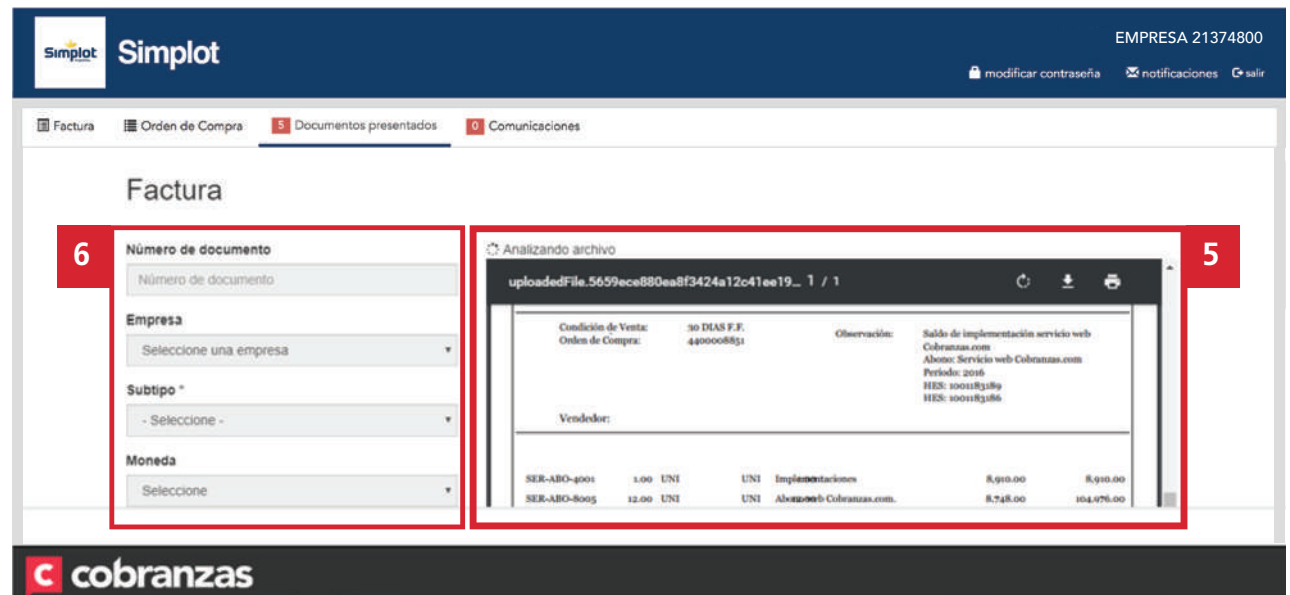 Simplot
Simplot
EMPRESA 21374800
modificar contraseña notificaciones salir
Factura Orden de Compra 5 Documentos presentados 0 Comunicaciones
Factura
6
Número de documento
Número de documento
Empresa
Seleccione una empresa
Subtipo *
- Seleccione -
Moneda
Seleccione
5
Analizando archivo
uploadedFile.5659ece880ea8f3424a12c41ee19... 1 / 1
Condición de Venta: 30 DIAS F.F.
Orden de Compra: 4400008851
Observación: Saldo de implementación servicio web
Cobranzas.com
Abono: Servicio web Cobranzas.com
Periodo: 2016
HES: 1001183189
HES: 1001183186
Vendedor:
SER-ABO-4001 1.00 UNI UNI Implementaciones 8,910.00 8,910.00
SER-ABO-8005 12.00 UNI UNI Cobranzas.com. 8,748.00 104,976.00
c cobranzas